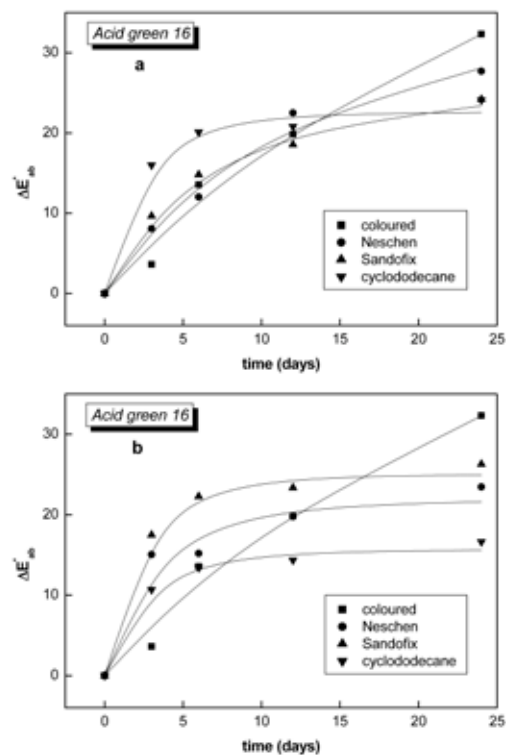 Acid green 16
a
30
20
10
0
ΔE*ab
coloured
Neschen
Sandofix
cyclododecane
0 5 10 15 20 25
time (days)
Acid green 16
b
30
20
10
0
ΔE*ab
coloured
Neschen
Sandofix
cyclododecane
0 5 10 15 20 25
time (days)